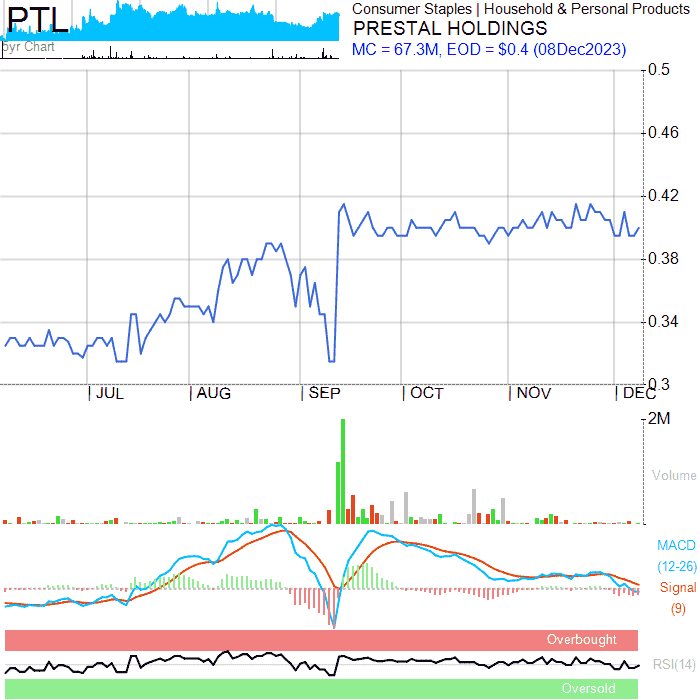 PTL
5yr Chart
Consumer Staples | Household & Personal Products
PRESTAL HOLDINGS
MC = 67.3M, EOD = $0.4 (08Dec2023)
0.5
0.46
0.42
0.38
0.34
0.3
JUL
AUG
SEP
OCT
NOV
DEC
2M
Volume
MACD
(12-26)
Signal
(9)
Overbought
RSI(14)
Oversold